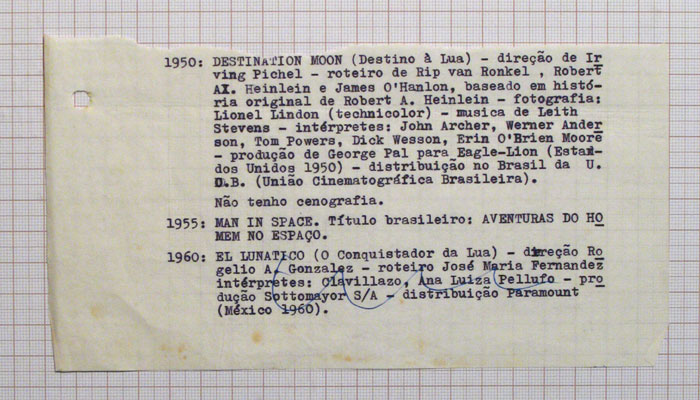 1950: DESTINATION MOON (Destino à Lua) - direção de Ir
ving Pichel - roteiro de Rip van Ronkel , Robert
AI. Heinlein e James O'Hanlon, baseado em histó-
ria original de Robert A. Heinlein - fotografia:
Lionel Lindon (technicolor) - musica de Leith
Stevens - intérpretes: John Archer, Werner Ander
son, Tom Powers, Dick Wesson, Erin O'Brien Moore
- produção de George Pal para Eagle-Lion (Esta-
dos Unidos 1950) - distribuição no Brasil da U.
C.B. (União Cinematográfica Brasileira).
Não tenho cenografia.
1955: MAN IN SPACE. Título brasileiro: AVENTURAS DO HO
MEM NO ESPAÇO.
1960: EL LUNATICO (O Conquistador da Lua) - direção Ro
gelio A. Gonzalez - roteiro José Maria Fernandez
intérpretes: Clavillazo, Ana Luiza Pellufo - pro
dução Sottomayor S/A - distribuição Paramount
(México 1960).